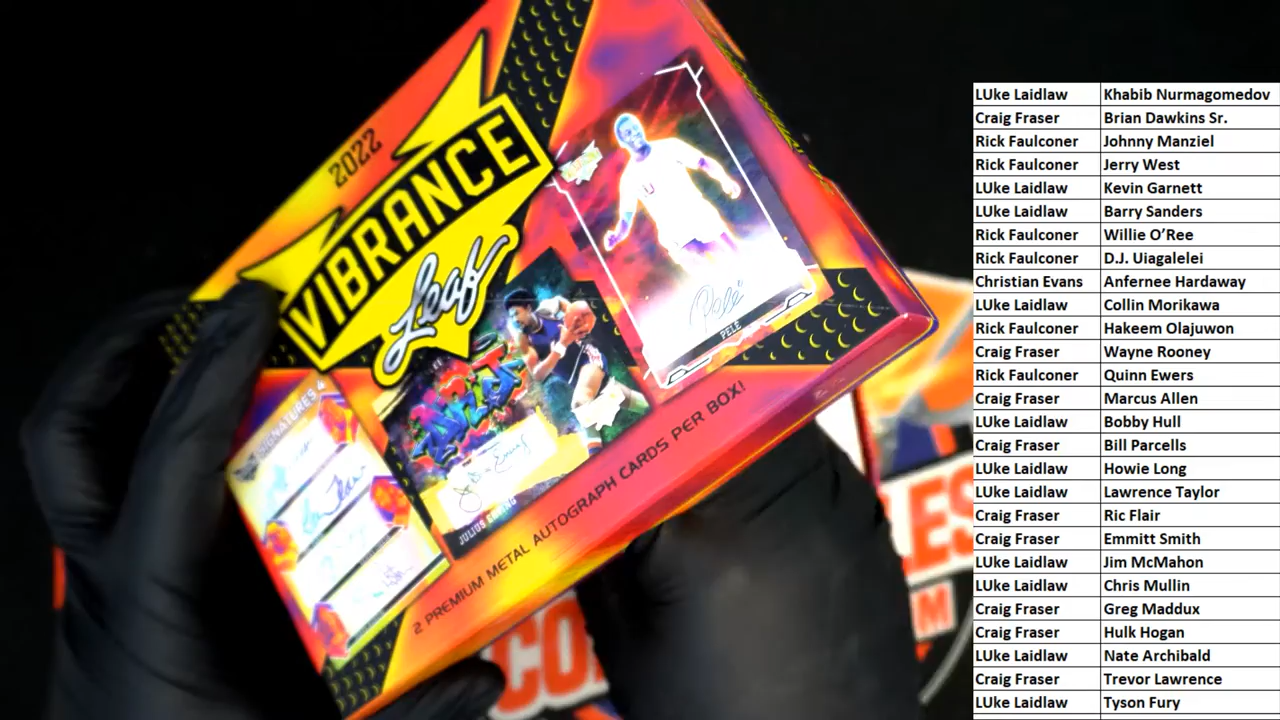 2022
VIBRANCE
Leaf
SIGNATURES 4
PELE
Pelé
JULIUS ERVING
2 PREMIUM METAL AUTOGRAPH CARDS PER BOX!
LUke Laidlaw Khabib Nurmagomedov
Craig Fraser Brian Dawkins Sr.
Rick Faulconer Johnny Manziel
Rick Faulconer Jerry West
LUke Laidlaw Kevin Garnett
LUke Laidlaw Barry Sanders
Rick Faulconer Willie O’Ree
Rick Faulconer D.J. Uiagalelei
Christian Evans Anfernee Hardaway
LUke Laidlaw Collin Morikawa
Rick Faulconer Hakeem Olajuwon
Craig Fraser Wayne Rooney
Rick Faulconer Quinn Ewers
Craig Fraser Marcus Allen
LUke Laidlaw Bobby Hull
Craig Fraser Bill Parcells
LUke Laidlaw Howie Long
LUke Laidlaw Lawrence Taylor
Craig Fraser Ric Flair
Craig Fraser Emmitt Smith
LUke Laidlaw Jim McMahon
LUke Laidlaw Chris Mullin
Craig Fraser Greg Maddux
Craig Fraser Hulk Hogan
LUke Laidlaw Nate Archibald
Craig Fraser Trevor Lawrence
LUke Laidlaw Tyson Fury